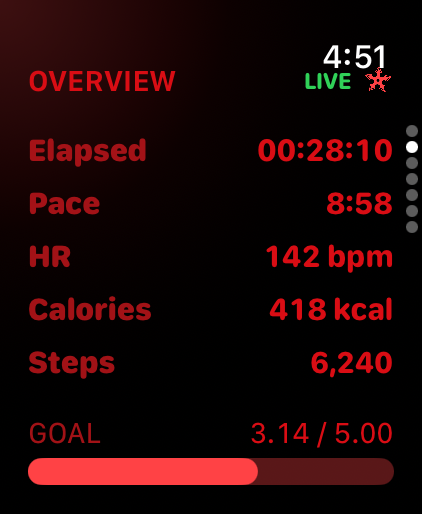 4:51
OVERVIEW LIVE
Elapsed 00:28:10
Pace 8:58
HR 142 bpm
Calories 418 kcal
Steps 6,240
GOAL 3.14 / 5.00